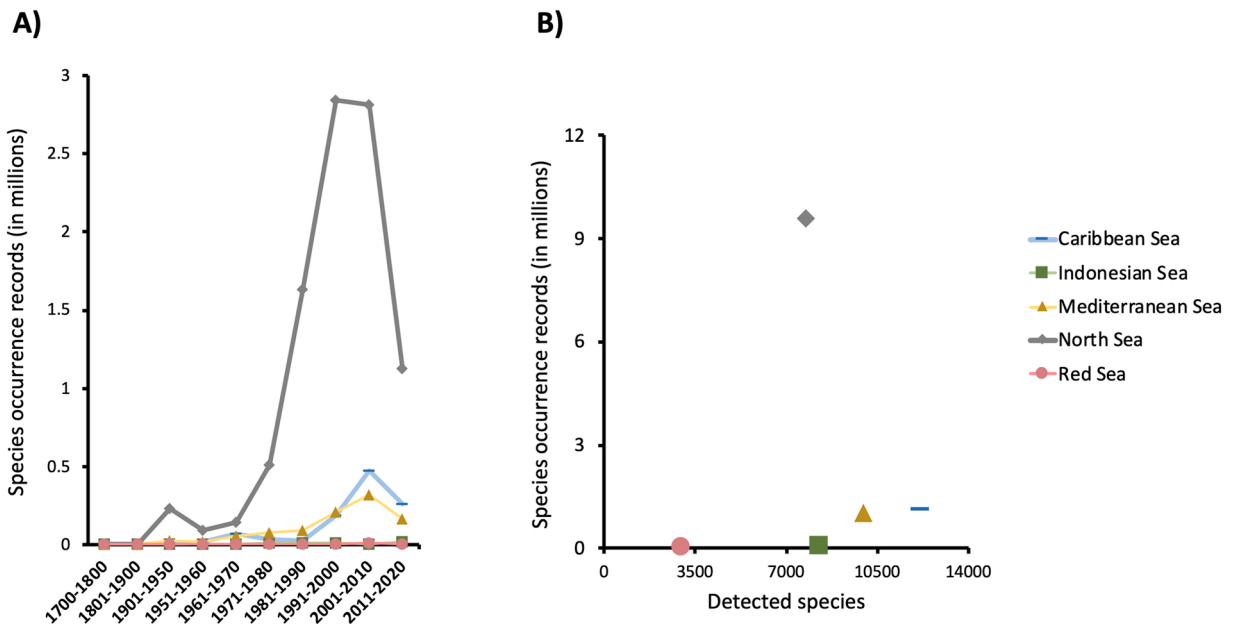 A)
Species occurrence records (in millions)
3
2.5
2
1.5
1
0.5
0
1700-1800
1801-1900
1901-1950
1951-1960
1961-1970
1971-1980
1981-1990
1991-2000
2001-2010
2011-2020
B)
Species occurrence records (in millions)
12
9
6
3
0
0
3500
7000
10500
14000
Detected species
Caribbean Sea
Indonesian Sea
Mediterranean Sea
North Sea
Red Sea